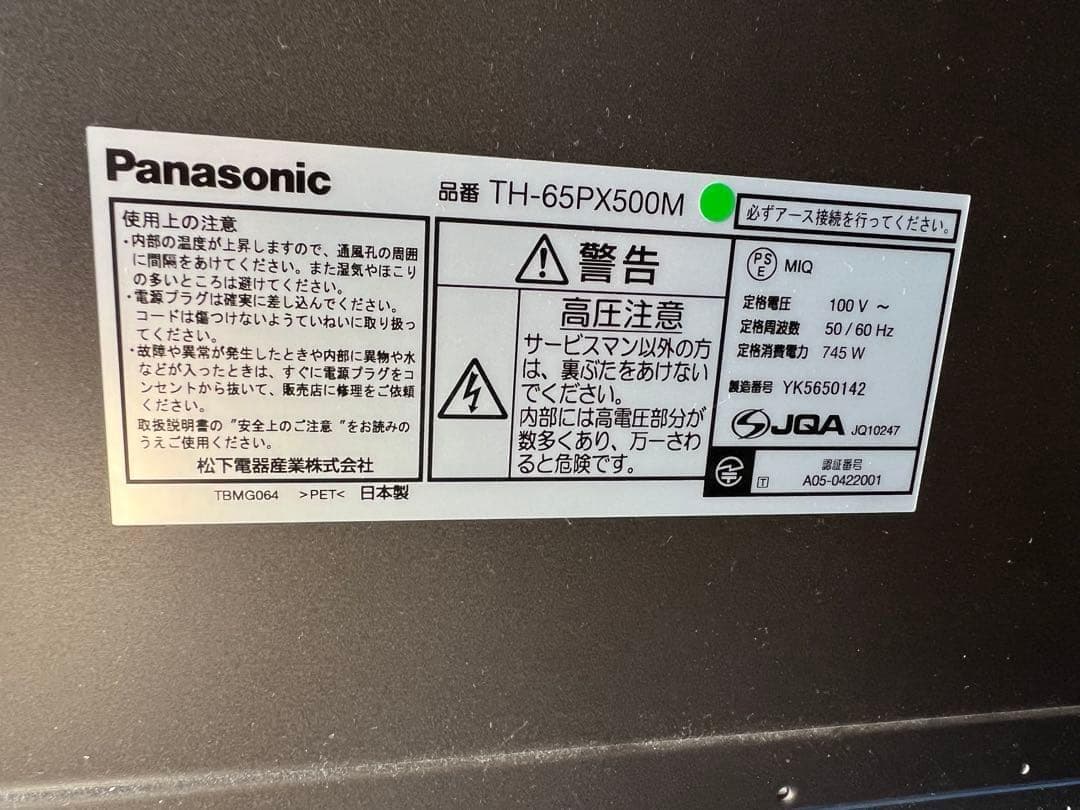 Panasonic
品番 TH-65PX500M
必ずアース接続を行ってください。
使用上の注意
・内部の温度が上昇しますので、通風孔の周囲
に間隔をあけてください。また湿気やほこり
の多いところは避けてください。
・電源プラグは確実に差し込んでください。
コードは傷つけないようていねいに取り扱っ
てください。
・故障や異常が発生したときや内部に異物や水
などが入ったときは、すぐに電源プラグをコ
ンセントから抜いて、販売店に修理をご依頼
ください。
取扱説明書の"安全上のご注意 "をお読みの
うえご使用ください。
松下電器産業株式会社
TBMG064 >PET< 日本製
警告
高圧注意
サービスマン以外の方
は、裏ぶたをあけない
でください。
内部には高電圧部分が
数多くあり、万一さわ
ると危険です。
PSE MIQ
定格電圧 100 V ～
定格周波数 50 / 60 Hz
定格消費電力 745 W
製造番号 YK5650142
JQA JQ10247
T
認証番号
A05-0422001